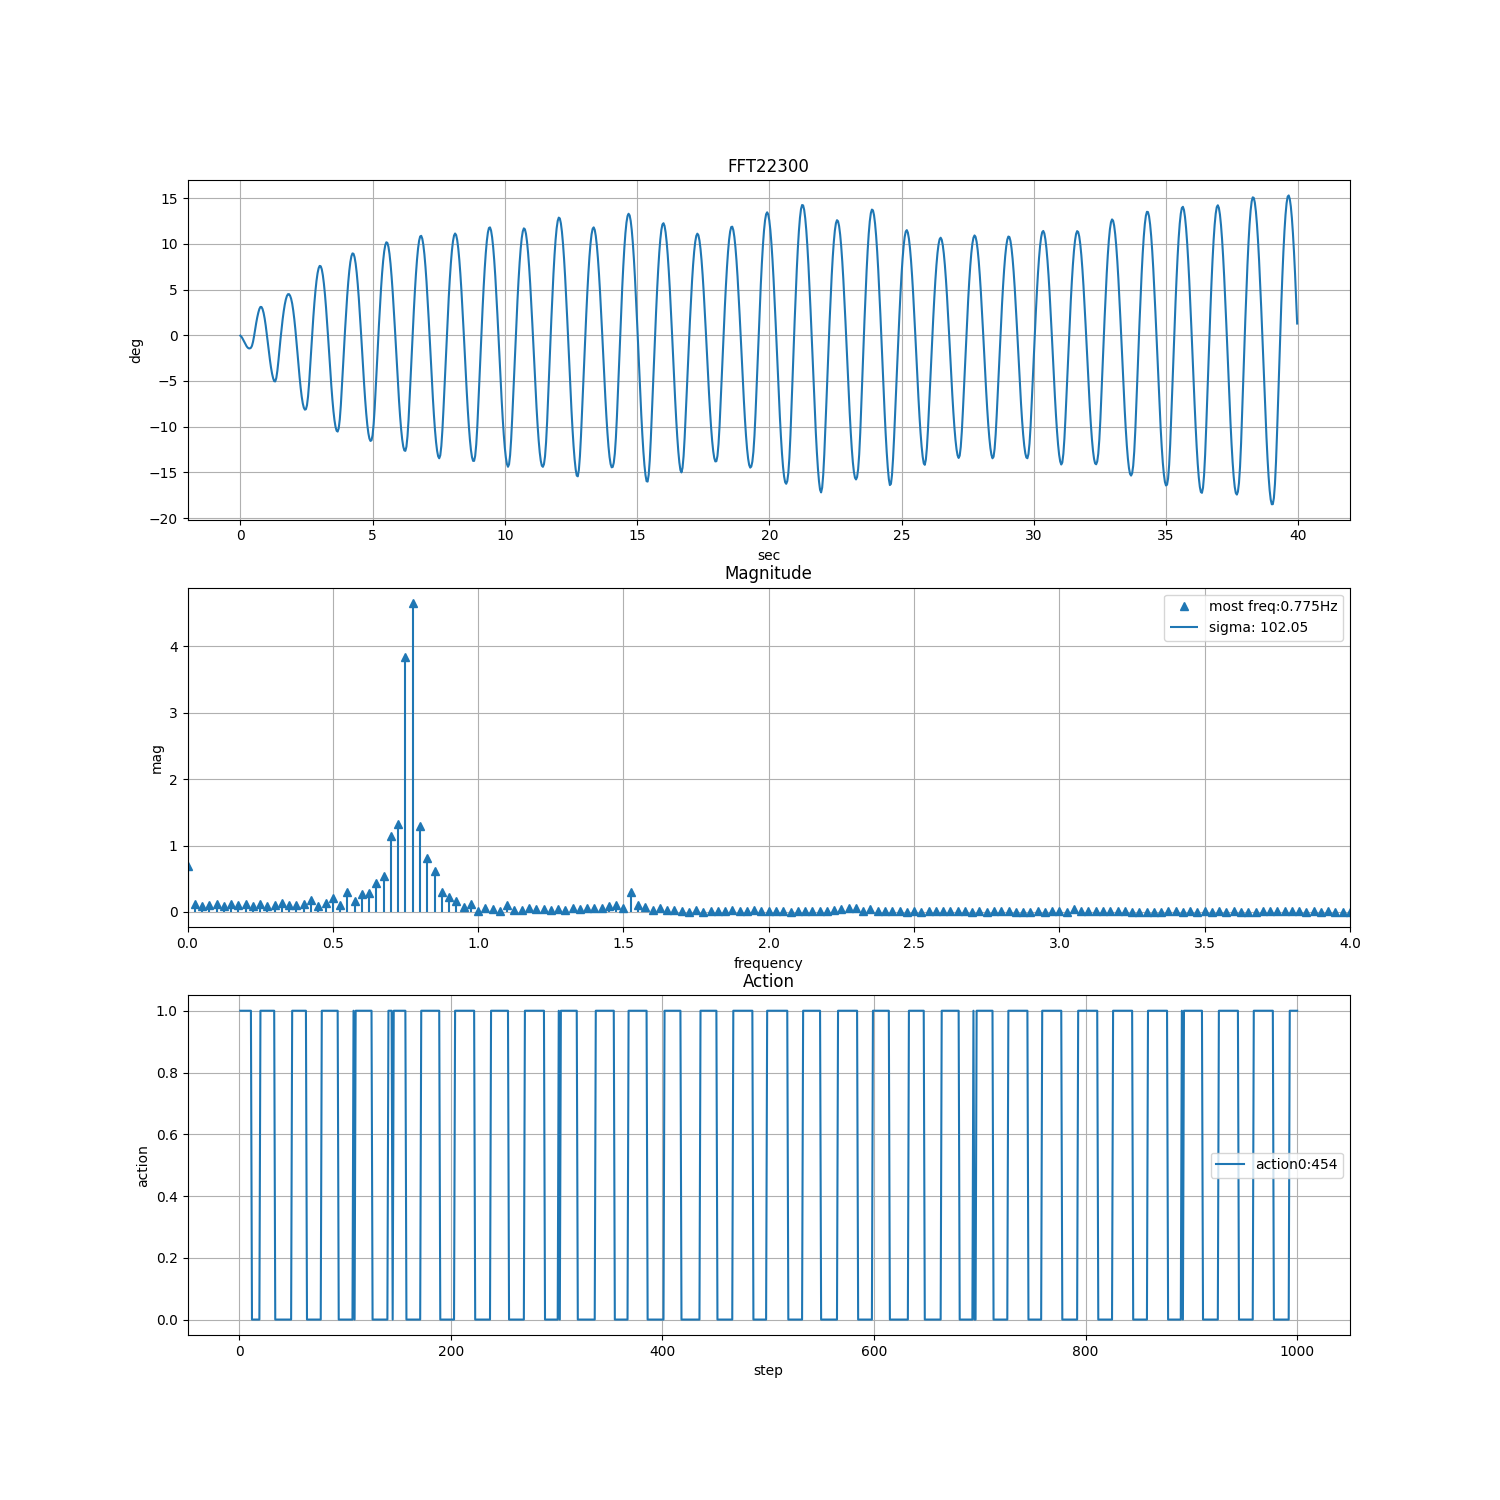 FFT22300
15
10
5
0
−5
−10
−15
−20
deg
0 5 10 15 20 25 30 35 40
sec
Magnitude
most freq:0.775Hz
sigma: 102.05
4
3
2
1
0
mag
0.0 0.5 1.0 1.5 2.0 2.5 3.0 3.5 4.0
frequency
Action
1.0
0.8
0.6
0.4
0.2
0.0
action
action0:454
0 200 400 600 800 1000
step